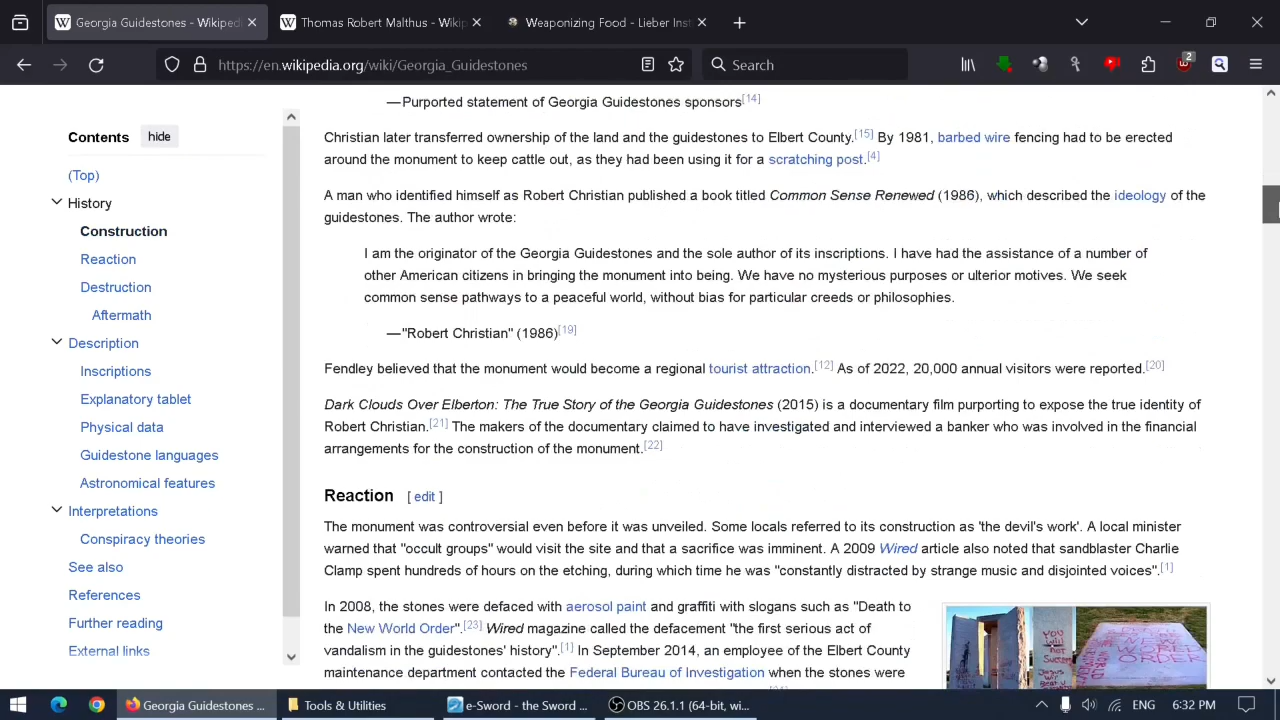 Georgia Guidestones - Wikiped
Thomas Robert Malthus - Wikip
Weaponizing Food - Lieber Inst
https://en.wikipedia.org/wiki/Georgia_Guidestones
Search
2
Contents
hide
(Top)
History
Construction
Reaction
Destruction
Aftermath
Description
Inscriptions
Explanatory tablet
Physical data
Guidestone languages
Astronomical features
Interpretations
Conspiracy theories
See also
References
Further reading
External links
—Purported statement of Georgia Guidestones sponsors[14]
Christian later transferred ownership of the land and the guidestones to Elbert County.[15] By 1981, barbed wire fencing had to be erected
around the monument to keep cattle out, as they had been using it for a scratching post.[4]
A man who identified himself as Robert Christian published a book titled Common Sense Renewed (1986), which described the ideology of the
guidestones. The author wrote:
I am the originator of the Georgia Guidestones and the sole author of its inscriptions. I have had the assistance of a number of
other American citizens in bringing the monument into being. We have no mysterious purposes or ulterior motives. We seek
common sense pathways to a peaceful world, without bias for particular creeds or philosophies.
—"Robert Christian" (1986)[19]
Fendley believed that the monument would become a regional tourist attraction.[12] As of 2022, 20,000 annual visitors were reported.[20]
Dark Clouds Over Elberton: The True Story of the Georgia Guidestones (2015) is a documentary film purporting to expose the true identity of
Robert Christian.[21] The makers of the documentary claimed to have investigated and interviewed a banker who was involved in the financial
arrangements for the construction of the monument.[22]
Reaction [ edit ]
The monument was controversial even before it was unveiled. Some locals referred to its construction as 'the devil's work'. A local minister
warned that "occult groups" would visit the site and that a sacrifice was imminent. A 2009 Wired article also noted that sandblaster Charlie
Clamp spent hundreds of hours on the etching, during which time he was "constantly distracted by strange music and disjointed voices".[1]
In 2008, the stones were defaced with aerosol paint and graffiti with slogans such as "Death to
the New World Order".[23] Wired magazine called the defacement "the first serious act of
vandalism in the guidestones' history".[1] In September 2014, an employee of the Elbert County
maintenance department contacted the Federal Bureau of Investigation when the stones were
YOU
will
not
Succeed
WORLD
ORDER
Georgia Guidestones ...
Tools & Utilities
e-Sword - the Sword ...
OBS 26.1.1 (64-bit, wi...
ENG
6:32 PM